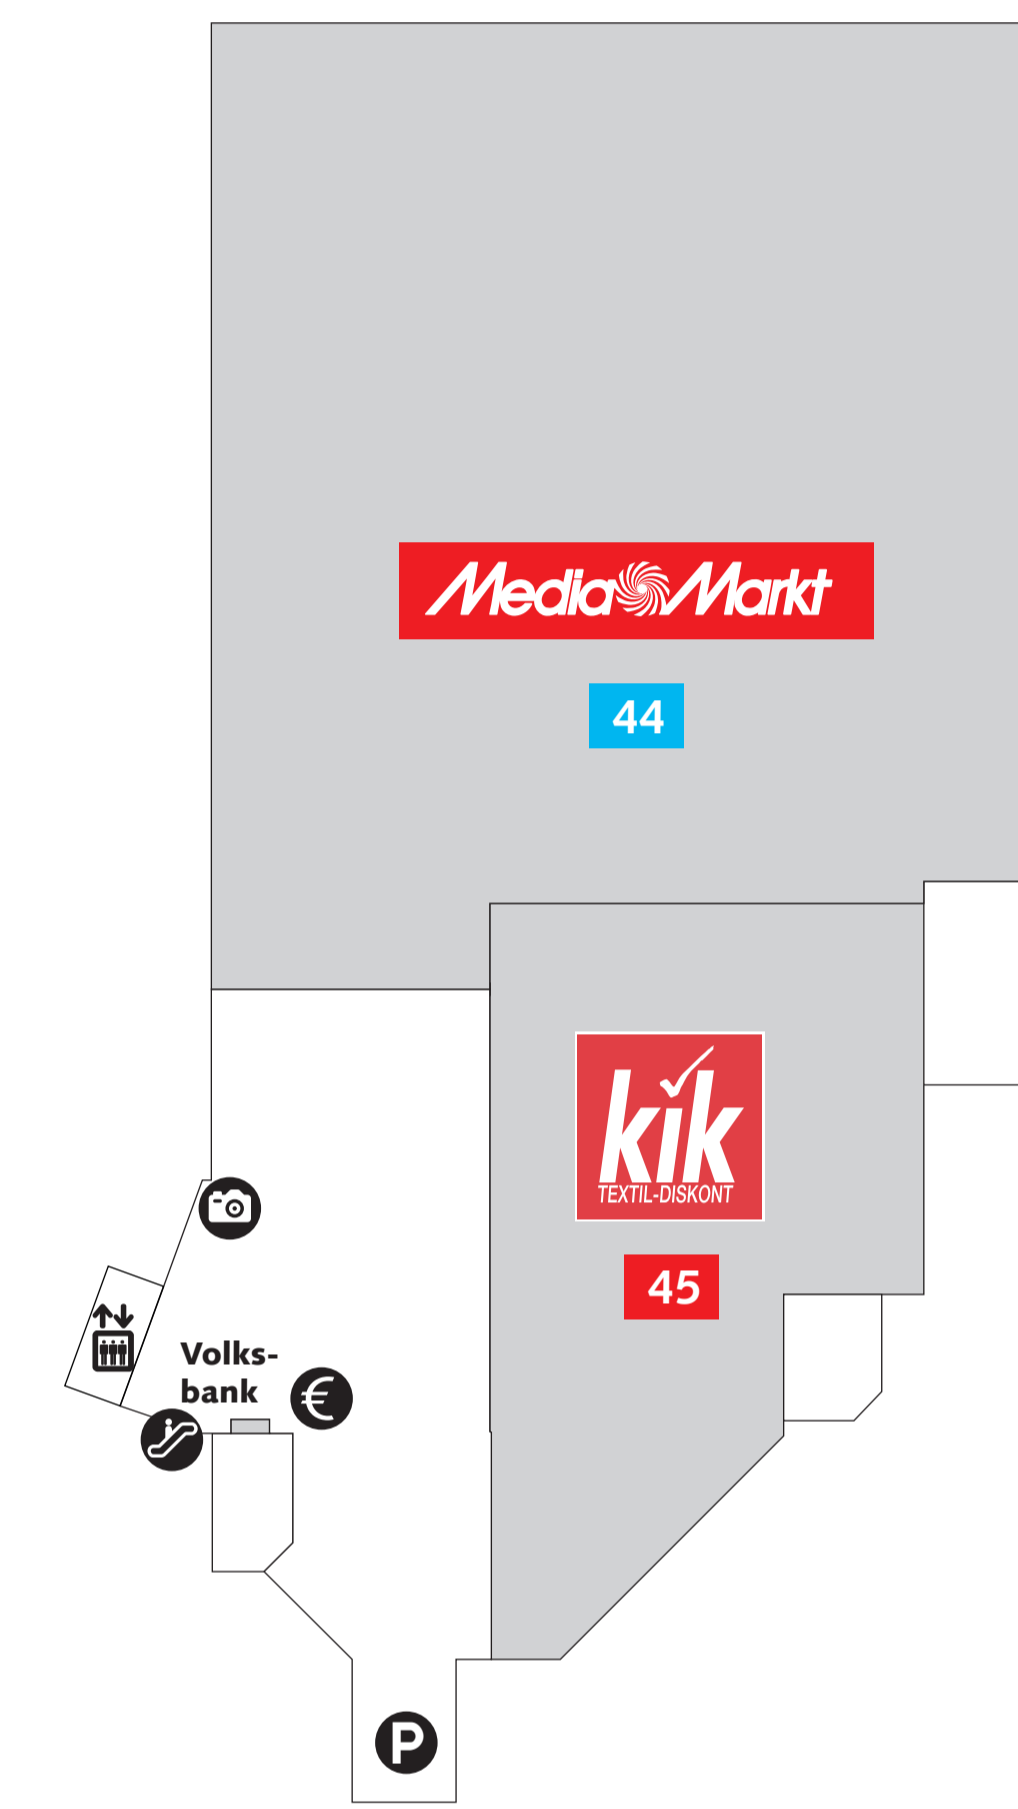 MediaMarkt
44
kik
TEXTIL-DISKONT
45
Volks-
bank
€
P